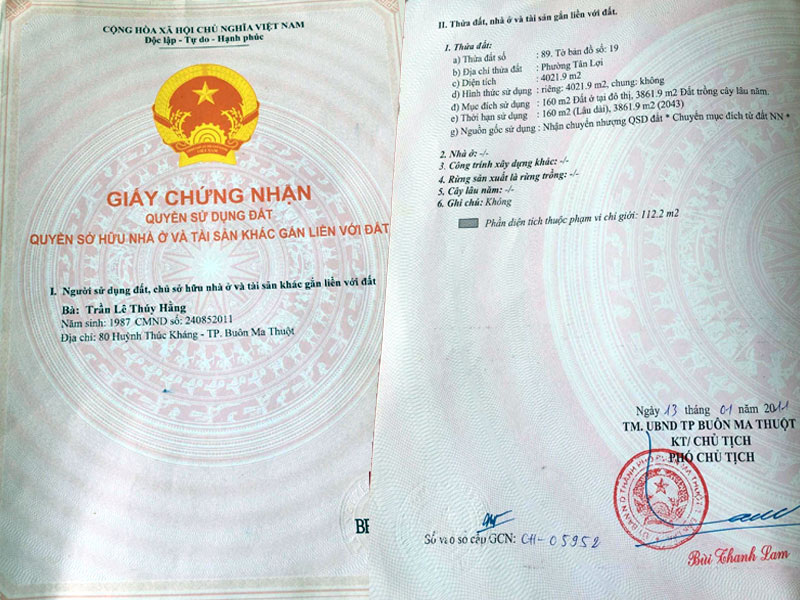 CỘNG HÒA XÃ HỘI CHỦ NGHĨA VIỆT NAM
Độc lập - Tự do - Hạnh phúc
GIẤY CHỨNG NHẬN
QUYỀN SỬ DỤNG ĐẤT
QUYỀN SỞ HỮU NHÀ Ở VÀ TÀI SẢN KHÁC GẮN LIỀN VỚI ĐẤT
I. Người sử dụng đất, chủ sở hữu nhà ở và tài sản khác gắn liền với đất
Bà: Trần Lê Thúy Hằng
Năm sinh: 1987 CMND số: 240852011
Địa chỉ: 80 Huỳnh Thúc Kháng - TP. Buôn Ma Thuột
II. Thửa đất, nhà ở và tài sản gắn liền với đất.
1. Thửa đất:
a) Thửa đất số : 89. Tờ bản đồ số: 19
b) Địa chỉ thửa đất : Phường Tân Lợi
c) Diện tích : 4021.9 m2
d) Hình thức sử dụng : riêng: 4021.9 m2, chung: không
đ) Mục đích sử dụng : 160 m2 Đất ở tại đô thị, 3861.9 m2 Đất trồng cây lâu năm.
e) Thời hạn sử dụng : 160 m2 (Lâu dài), 3861.9 m2 (2043)
g) Nguồn gốc sử dụng : Nhận chuyển nhượng QSD đất * Chuyển mục đích từ đất NN *
2. Nhà ở: -/-
3. Công trình xây dựng khác: -/-
4. Rừng sản xuất là rừng trồng: -/-
5. Cây lâu năm: -/-
6. Ghi chú: Không
Phần diện tích thuộc phạm vi chỉ giới: 112.2 m2
Ngày 13 tháng 01 năm 2011
TM. UBND TP BUÔN MA THUỘT
KT/ CHỦ TỊCH
PHÓ CHỦ TỊCH
Số vào sổ cấp GCN: CH-05952
Bùi Thanh Lam